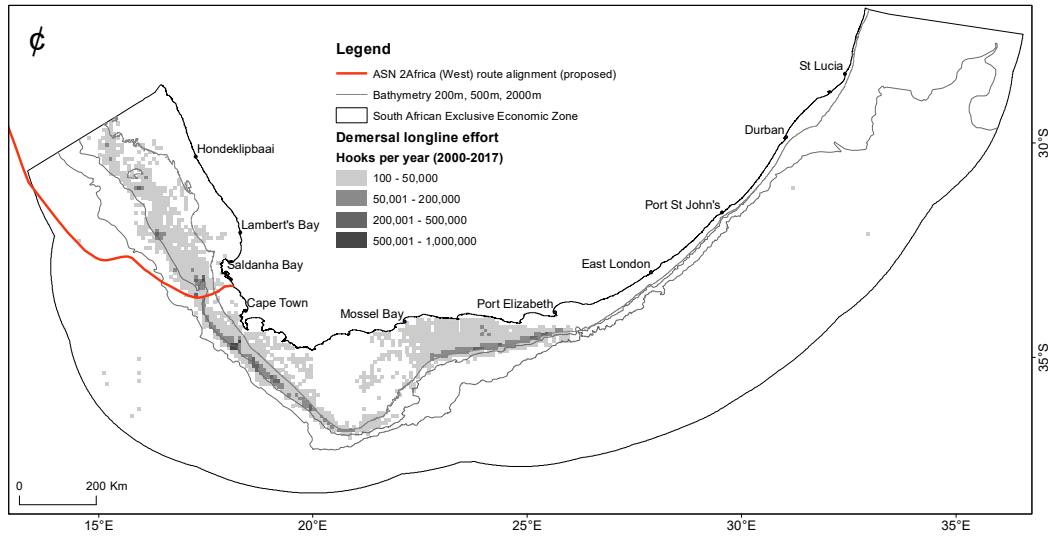 ¢
Legend
ASN 2Africa (West) route alignment (proposed)
Bathymetry 200m, 500m, 2000m
South African Exclusive Economic Zone
Demersal longline effort
Hooks per year (2000-2017)
100 - 50,000
50,001 - 200,000
200,001 - 500,000
500,001 - 1,000,000
St Lucia
Durban
Port St John's
East London
Port Elizabeth
Mossel Bay
Hondeklipbaai
Lambert's Bay
Saldanha Bay
Cape Town
30°S
35°S
0 200 Km
15°E 20°E 25°E 30°E 35°E